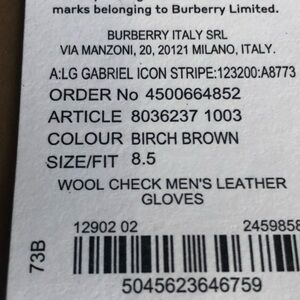 marks belonging to Burberry Limited.
BURBERRY ITALY SRL
VIA MANZONI, 20, 20121 MILANO, ITALY.
A:LG GABRIEL ICON STRIPE:123200:A8773
ORDER No 4500664852
ARTICLE 8036237 1003
COLOUR BIRCH BROWN
SIZE/FIT 8.5
WOOL CHECK MEN'S LEATHER
GLOVES
12902 02 2459858
73B
5045623646759